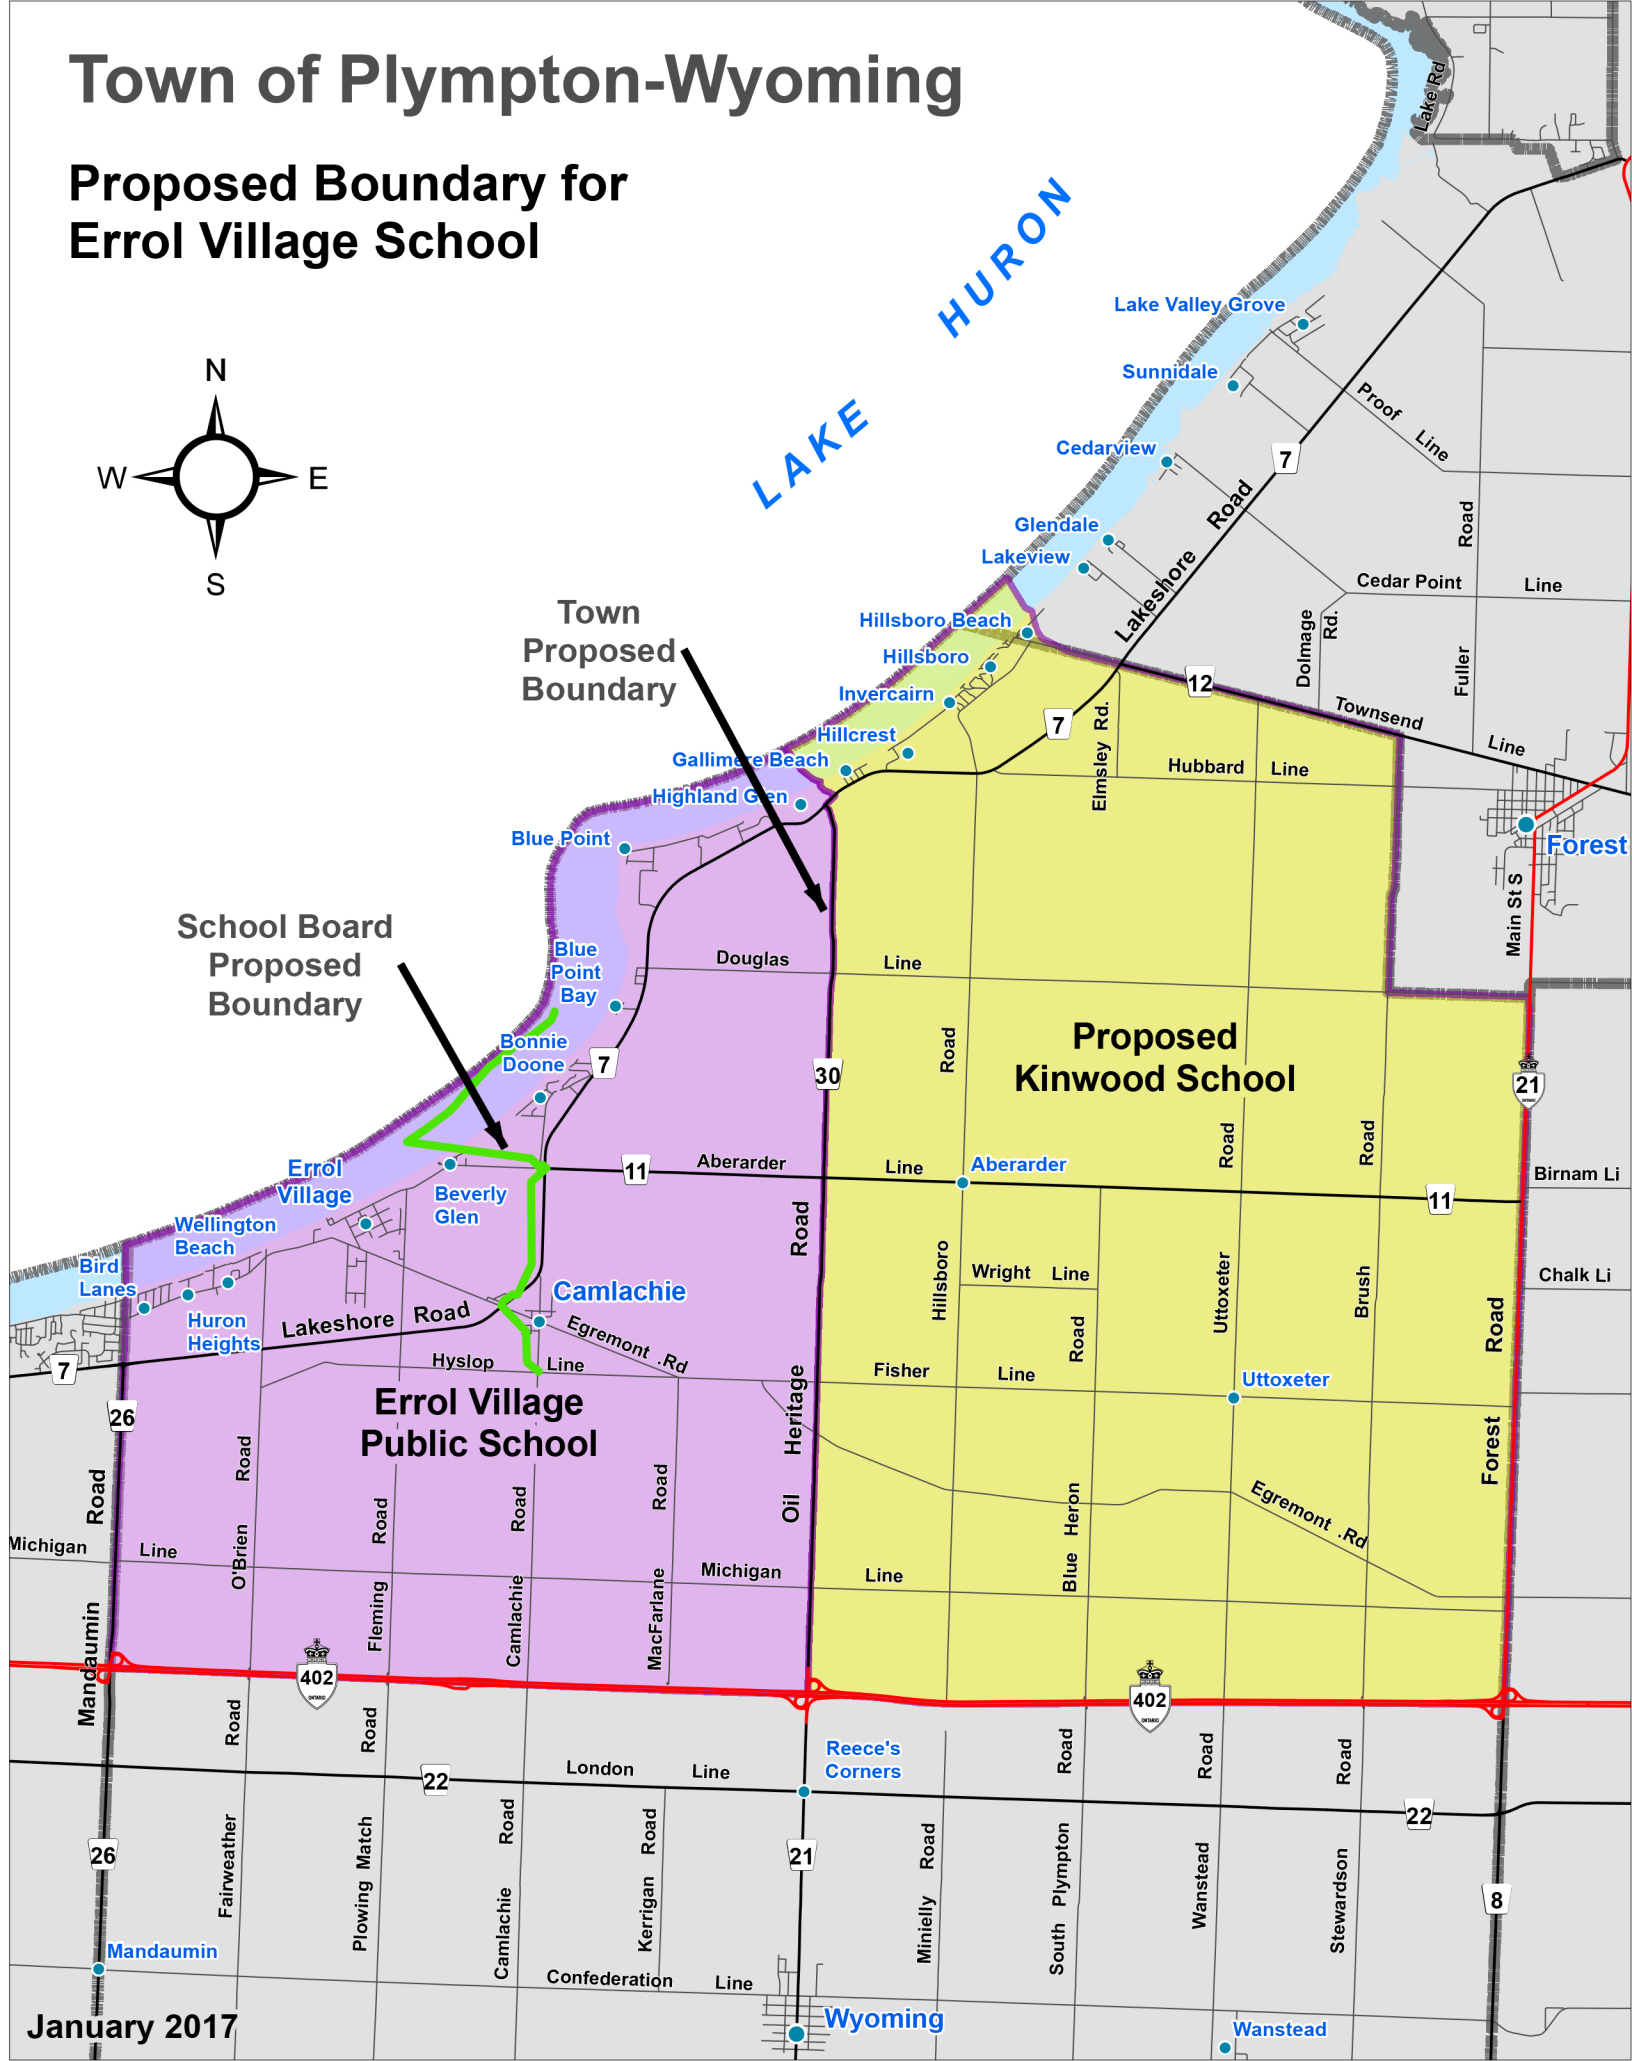 Town of Plympton-Wyoming
Proposed Boundary for
Errol Village School
LAKE HURON
N
W
E
S
Lake Rd
Lake Valley Grove
Sunnidale
Proof Line
Cedarview
7
Glendale
Lakeview
Lakeshore Road
Road
Fuller
Cedar Point Line
Dolmage Rd.
Town
Proposed
Boundary
Hillsboro Beach
Hillsboro
Invercairn
Hillcrest
Gallimere Beach
Highland Glen
Blue Point
12
Townsend Line
7
Elmsley Rd.
Hubbard Line
Forest
Main St S
School Board
Proposed
Boundary
Blue
Point
Bay
Bonnie
Doone
7
Douglas Line
30
Road
Proposed
Kinwood School
21
ONTARIO
Errol
Village
Beverly
Glen
11
Aberarder Line
Aberarder
Road
Road
11
Birnam Li
Wellington
Beach
Bird
Lanes
Huron
Heights
Camlachie
Lakeshore Road
Egremont .Rd
7
Hyslop Line
Errol Village
Public School
Oil Heritage Road
Hillsboro
Wright Line
Road
Uttoxeter
Brush
Chalk Li
Fisher Line
Uttoxeter
Forest Road
26
Road
Mandaumin
Road
O'Brien
Road
Fleming
Road
Camlachie
Road
MacFarlane
Blue Heron
Egremont .Rd
Michigan Line
Michigan Line
402
ONTARIO
402
ONTARIO
Road
Road
Road
Road
Road
22
London Line
Reece's
Corners
22
26
Fairweather
Plowing Match
Road
Camlachie
Road
Kerrigan
21
Road
Minielly
South Plympton
Wanstead
Stewardson
8
Mandaumin
Confederation Line
Wyoming
Wanstead
January 2017